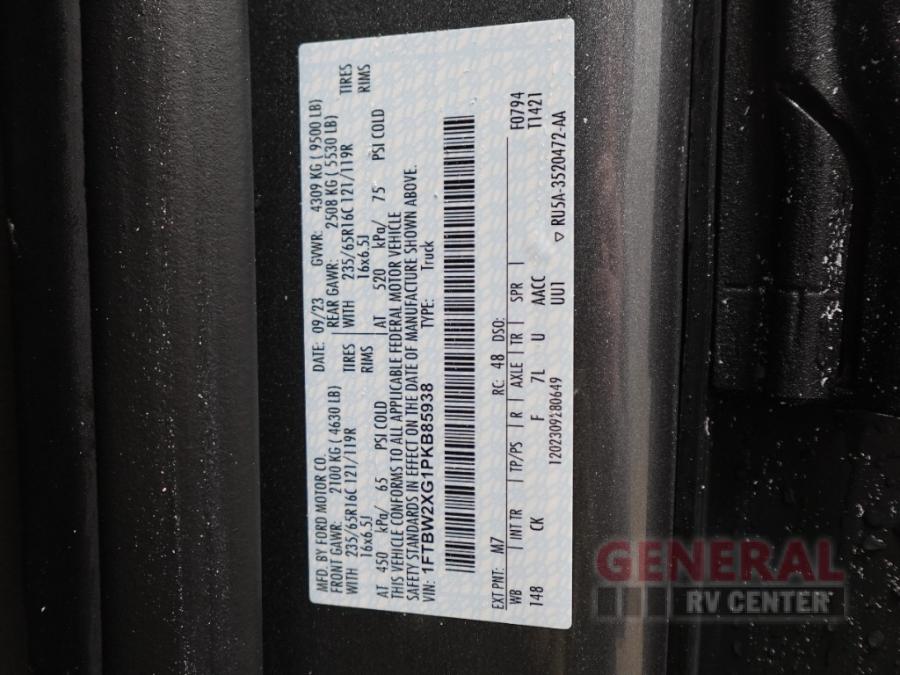 MFD. BY FORD MOTOR CO. DATE: 09/23 GVWR: 4309 KG ( 9500 LB)
FRONT GAWR: 2100 KG ( 4630 LB) REAR GAWR: 2508 KG ( 5530 LB)
WITH 235/65R16C 121/119R TIRES WITH 235/65R16C 121/119R TIRES
16x6.5J RIMS 16x6.5J RIMS
AT 450 kPa/ 65 PSI COLD AT 520 kPa/ 75 PSI COLD
THIS VEHICLE CONFORMS TO ALL APPLICABLE FEDERAL MOTOR VEHICLE
SAFETY STANDARDS IN EFFECT ON THE DATE OF MANUFACTURE SHOWN ABOVE.
VIN: 1FTBW2XG1PKB85938 TYPE: Truck
EXT PNT: M7 RC: 48 DSO: F0794
WB INT TR TP/PS R AXLE TR SPR T1421
148 CK F 7L U AACC
UU1
1202309280649 ▽ RU5A-3520472-AA
GENERAL
RV CENTER